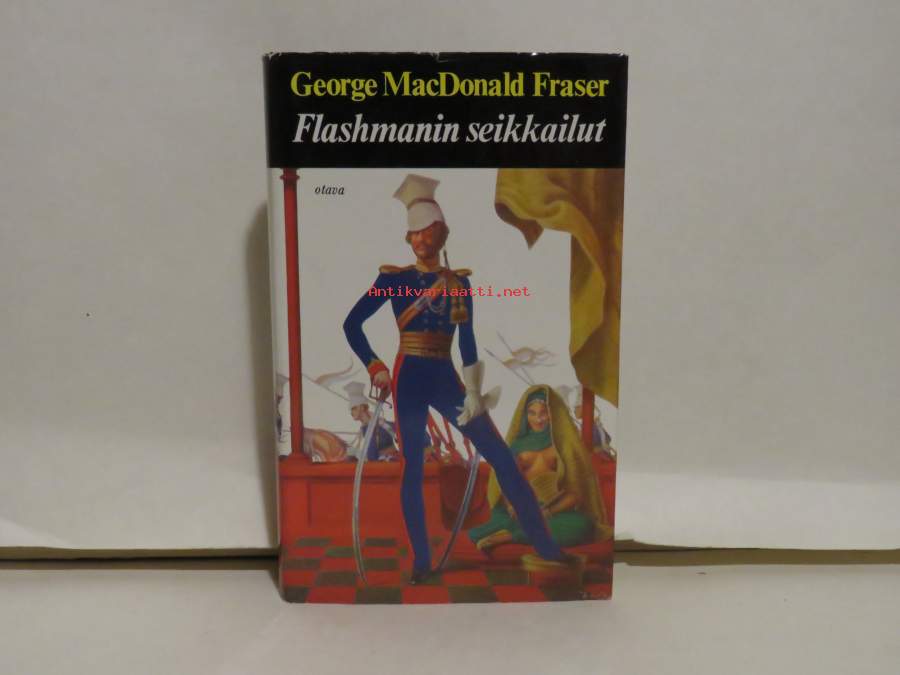 George MacDonald Fraser
Flashmanin seikkailut
otava
Antikvariaatti.net